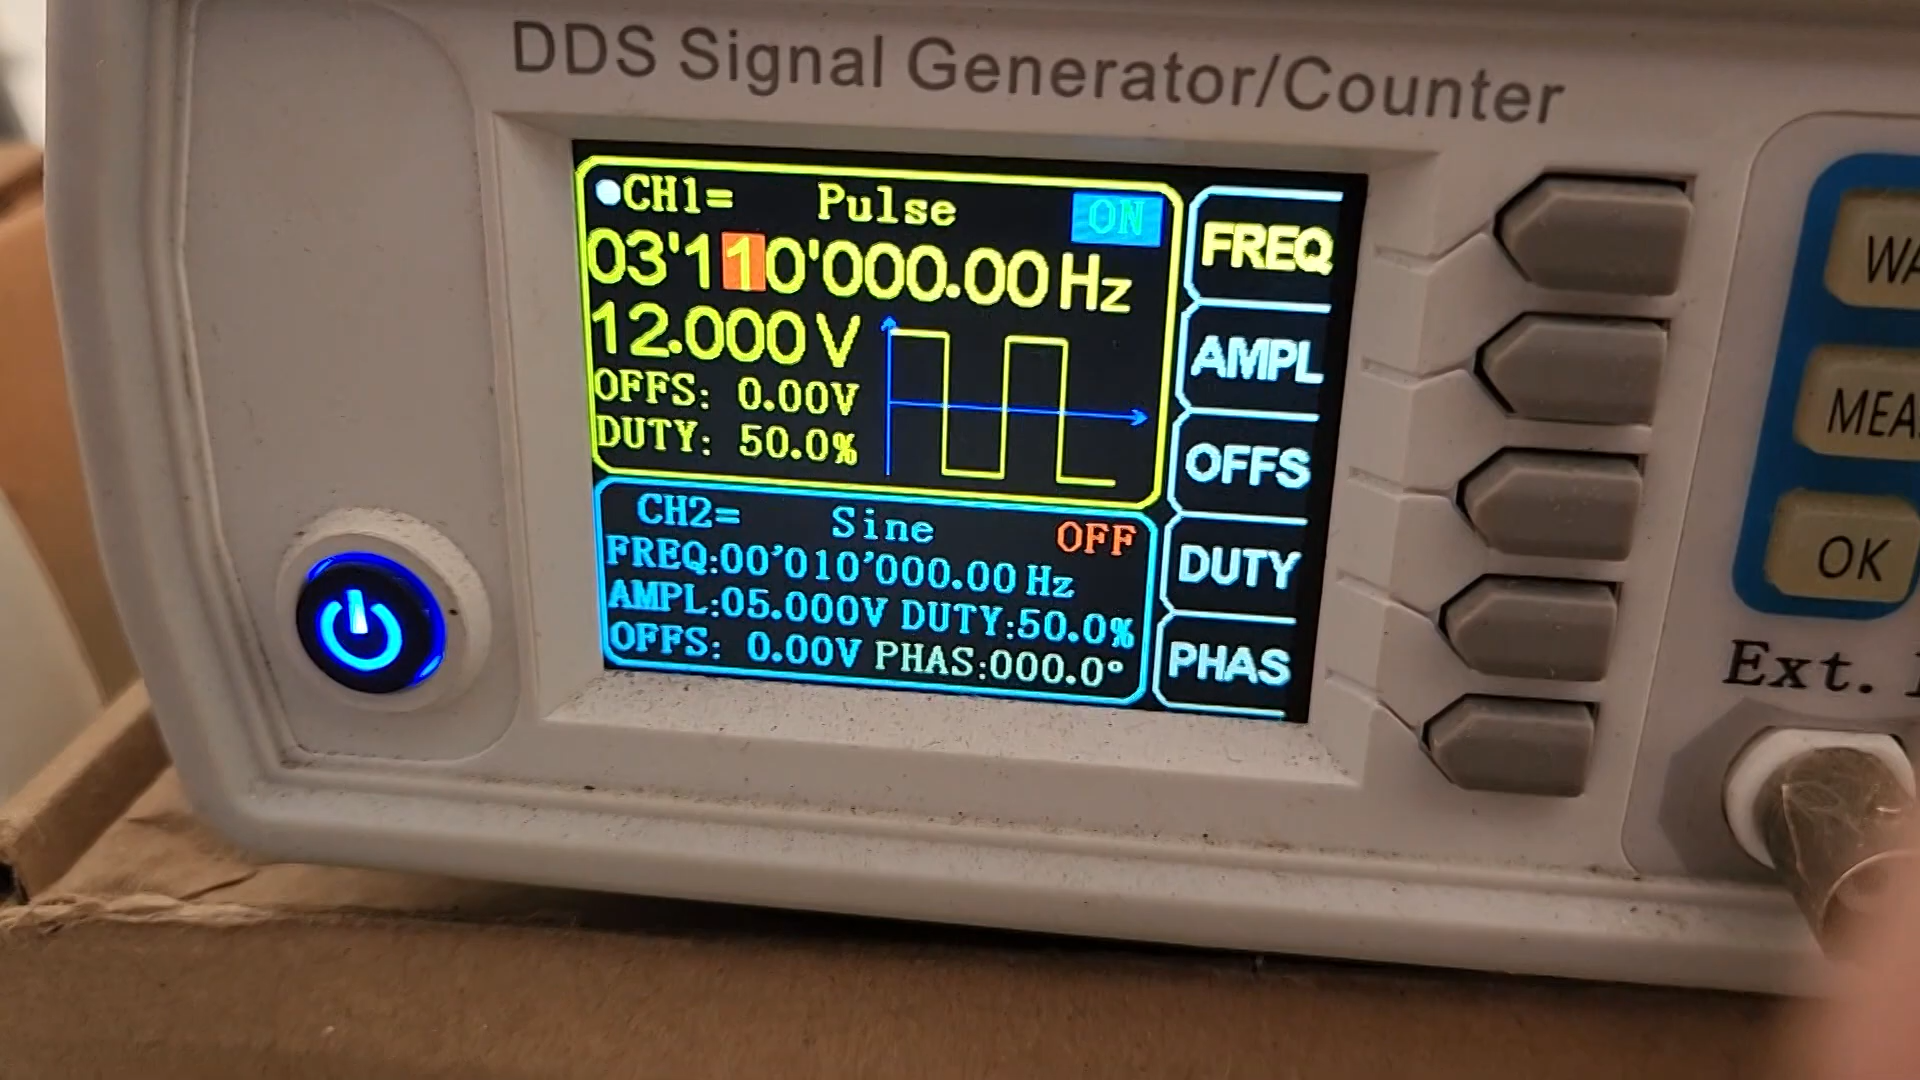 DDS Signal Generator/Counter
CH1= Pulse ON
03'110'000.00 Hz
12.000 V
OFFS: 0.00V
DUTY: 50.0%
CH2= Sine OFF
FREQ:00'010'000.00 Hz
AMPL:05.000V DUTY:50.0%
OFFS: 0.00V PHAS:000.0°
FREQ
AMPL
OFFS
DUTY
PHAS
OK
Ext.